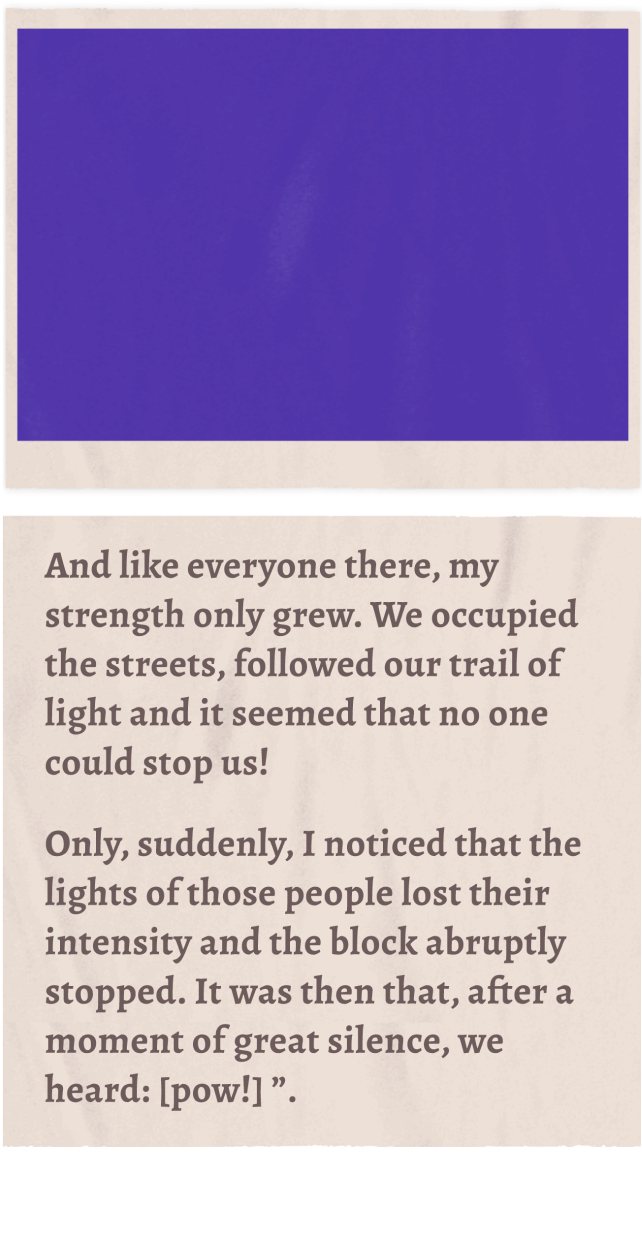 And like everyone there, my
strength only grew. We occupied
the streets, followed our trail of
light and it seemed that no one
could stop us!
Only, suddenly, I noticed that the
lights of those people lost their
intensity and the block abruptly
stopped. It was then that, after a
moment of great silence, we
heard: [pow!] ”.